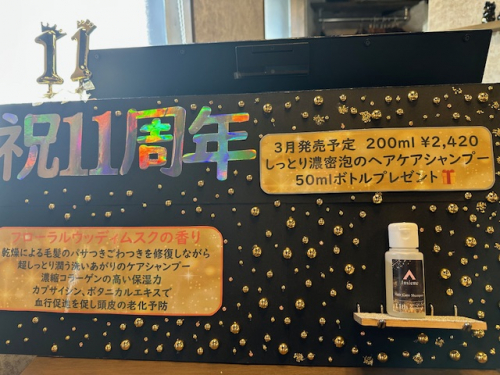 11
祝11周年
3月発売予定 200ml ¥2,420
しっとり濃密泡のヘアケアシャンプー
50mlボトルプレゼント
フローラルウッディムスクの香り
乾燥による毛髪のパサつきごわつきを修復しながら
超しっとり潤う洗いあがりのケアシャンプー
濃縮コラーゲンの高い保湿力
カプサイシン、ボタニカルエキスで
血行促進を促し頭皮の老化予防